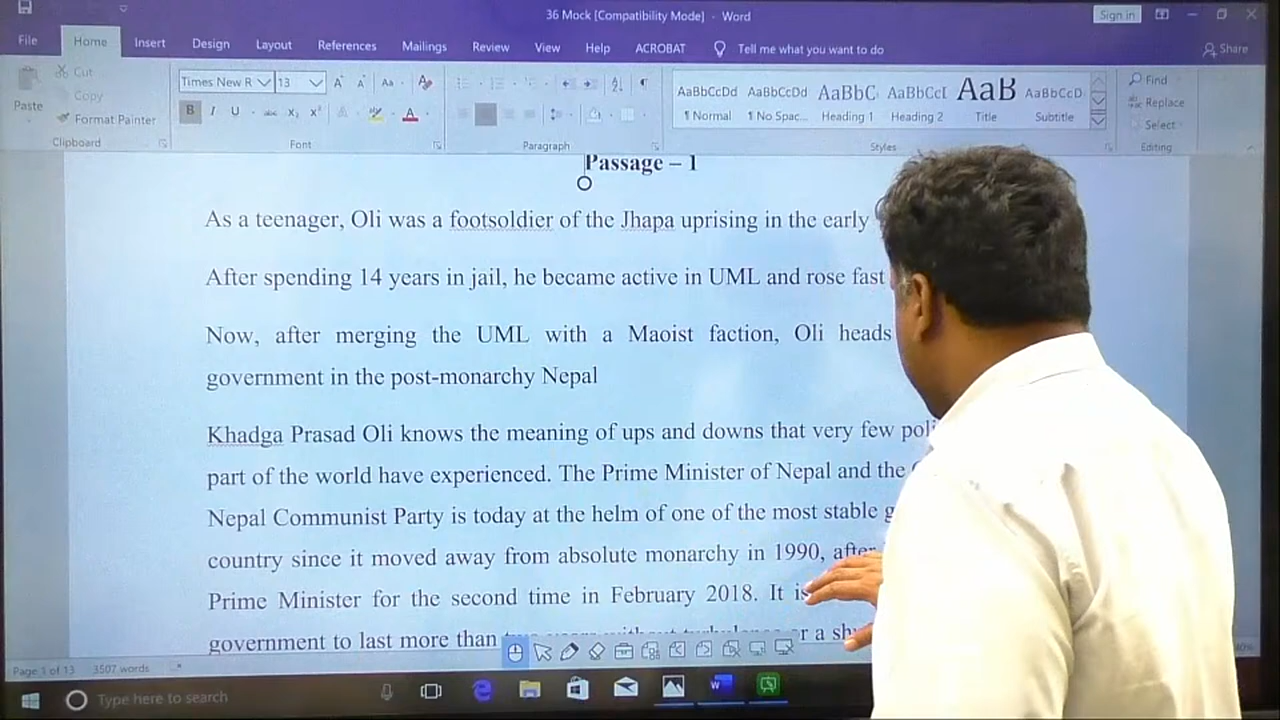 36 Mock [Compatibility Mode] - Word
Sign in
File Home Insert Design Layout References Mailings Review View Help ACROBAT Tell me what you want to do Share
Cut
Copy
Format Painter
Paste
Clipboard
Times New R 13
B I U abc X₂ X²
Font
Paragraph
AaBbCcDd AaBbCcDd AaBbC AaBbCcI AaB AaBbCcD
¶ Normal ¶ No Spac... Heading 1 Heading 2 Title Subtitle
Styles
Find
Replace
Select
Editing
Passage – 1
As a teenager, Oli was a footsoldier of the Jhapa uprising in the early
After spending 14 years in jail, he became active in UML and rose fast
Now, after merging the UML with a Maoist faction, Oli heads
government in the post-monarchy Nepal
Khadga Prasad Oli knows the meaning of ups and downs that very few
part of the world have experienced. The Prime Minister of Nepal and the
Nepal Communist Party is today at the helm of one of the most stable
country since it moved away from absolute monarchy in 1990, after
Prime Minister for the second time in February 2018. It is
government to last more than
Page 1 of 13 3507 words
Type here to search